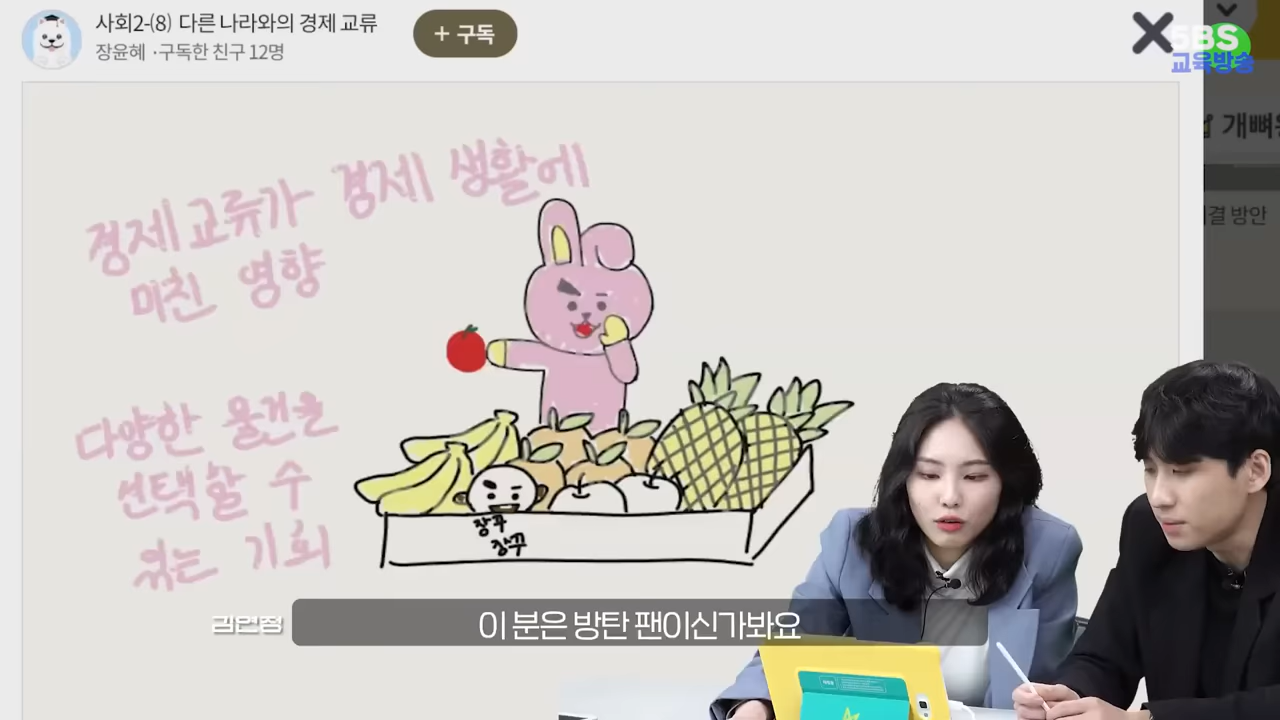 사회2-(8) 다른 나라와의 경제 교류
장윤혜 · 구독한 친구 12명
+ 구독
SBS
교육방송
개뼈
결 방안
경제교류가 경제 생활에
미친 영향
다양한 물건을
선택할 수
있는 기회
장꾸
장꾸
이 분은 방탄 팬이신가봐요